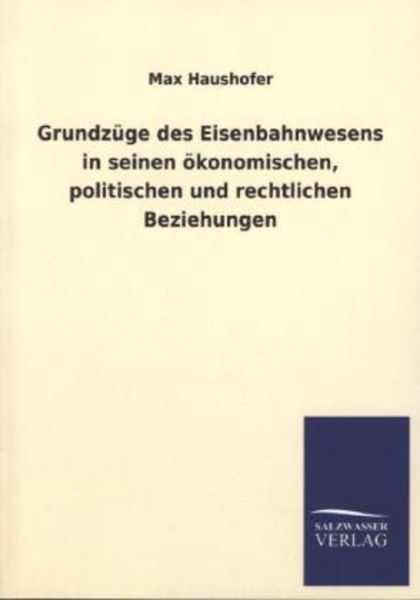 Max Haushofer
Grundzüge des Eisenbahnwesens
in seinen ökonomischen,
politischen und rechtlichen
Beziehungen
SALZWASSER
VERLAG